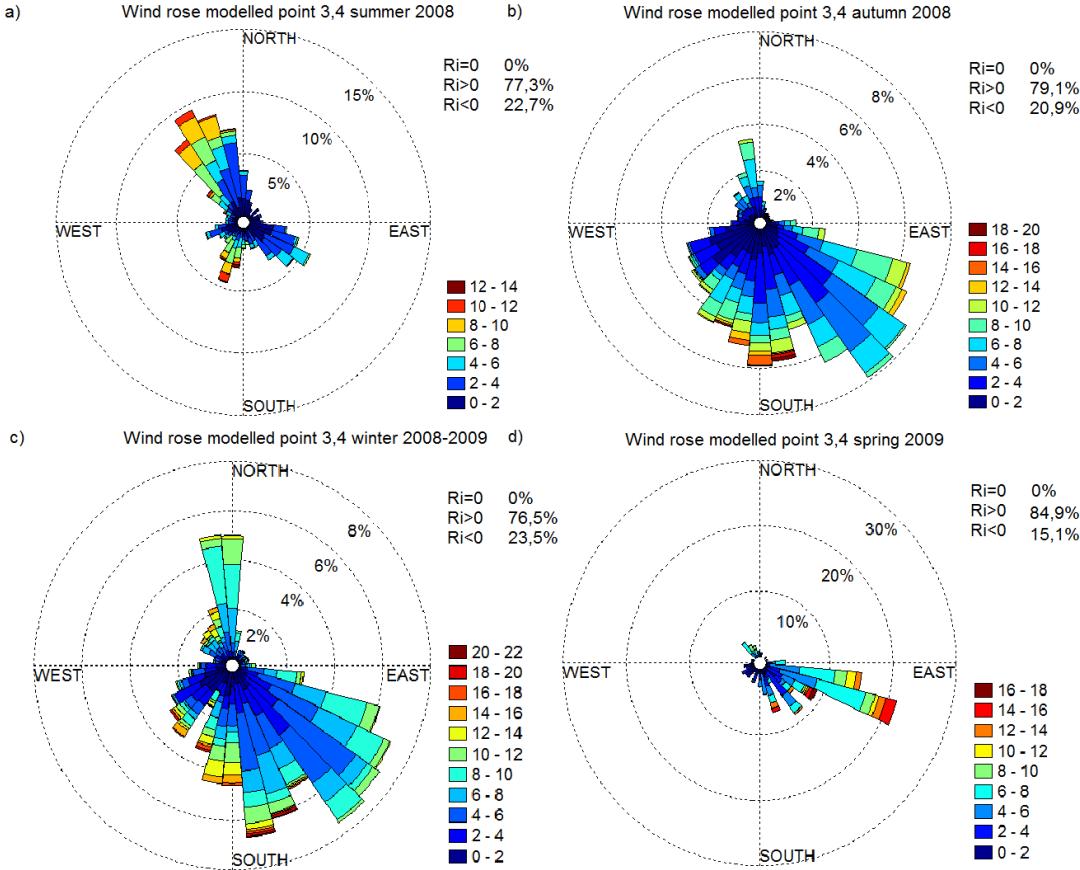 a)
Wind rose modelled point 3,4 summer 2008
NORTH
Ri=0 0%
Ri>0 77,3%
Ri<0 22,7%
15%
10%
5%
WEST
EAST
SOUTH
12 - 14
10 - 12
8 - 10
6 - 8
4 - 6
2 - 4
0 - 2
b)
Wind rose modelled point 3,4 autumn 2008
NORTH
Ri=0 0%
Ri>0 79,1%
Ri<0 20,9%
8%
6%
4%
2%
WEST
EAST
SOUTH
18 - 20
16 - 18
14 - 16
12 - 14
10 - 12
8 - 10
6 - 8
4 - 6
2 - 4
0 - 2
c)
Wind rose modelled point 3,4 winter 2008-2009
NORTH
Ri=0 0%
Ri>0 76,5%
Ri<0 23,5%
8%
6%
4%
2%
WEST
EAST
SOUTH
20 - 22
18 - 20
16 - 18
14 - 16
12 - 14
10 - 12
8 - 10
6 - 8
4 - 6
2 - 4
0 - 2
d)
Wind rose modelled point 3,4 spring 2009
NORTH
Ri=0 0%
Ri>0 84,9%
Ri<0 15,1%
30%
20%
10%
WEST
EAST
SOUTH
16 - 18
14 - 16
12 - 14
10 - 12
8 - 10
6 - 8
4 - 6
2 - 4
0 - 2